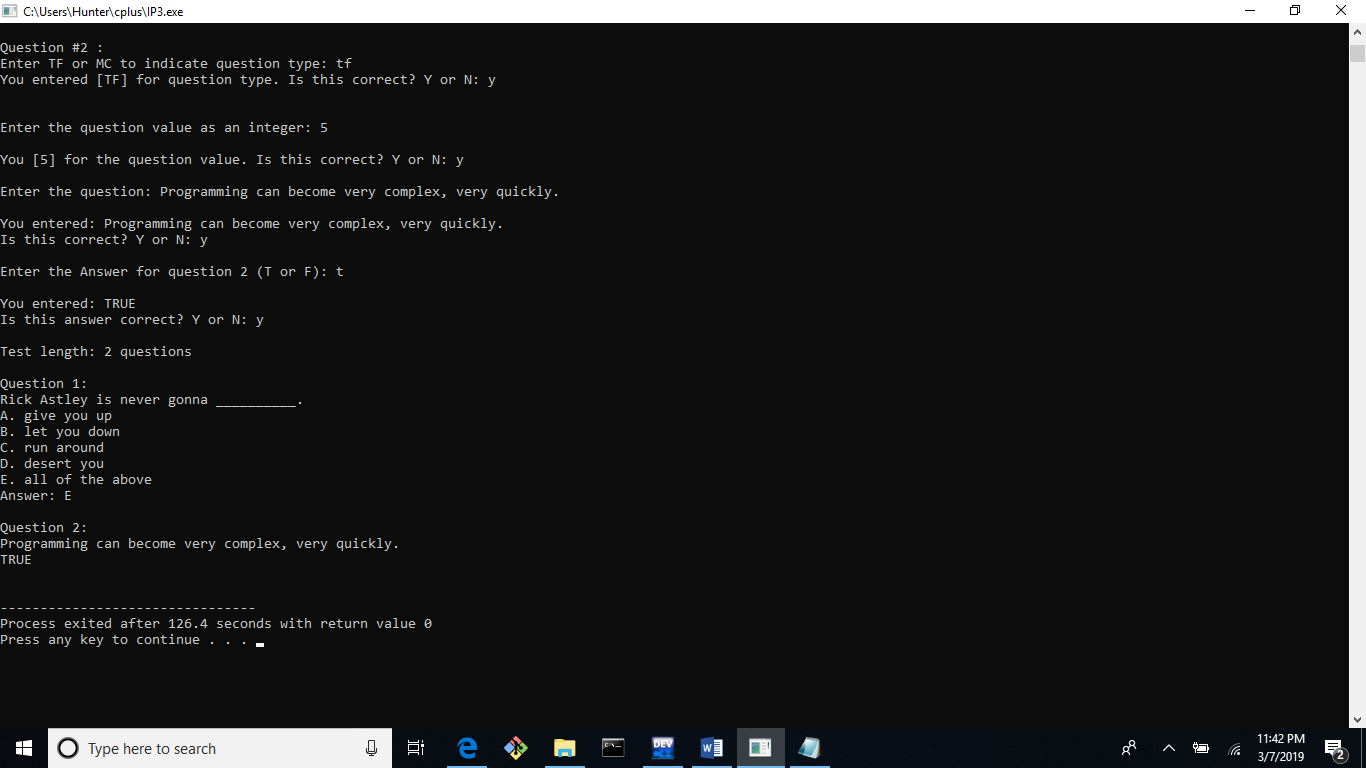 C:\Users\Hunter\cplus\IP3.exe
Question #2 :
Enter TF or MC to indicate question type: tf
You entered [TF] for question type. Is this correct? Y or N: y
Enter the question value as an integer: 5
You [5] for the question value. Is this correct? Y or N: y
Enter the question: Programming can become very complex, very quickly.
You entered: Programming can become very complex, very quickly.
Is this correct? Y or N: y
Enter the Answer for question 2 (T or F): t
You entered: TRUE
Is this answer correct? Y or N: y
Test length: 2 questions
Question 1:
Rick Astley is never gonna __________.
A. give you up
B. let you down
C. run around
D. desert you
E. all of the above
Answer: E
Question 2:
Programming can become very complex, very quickly.
TRUE
--------------------------------
Process exited after 126.4 seconds with return value 0
Press any key to continue . . .
Type here to search
DEV
W
11:42 PM
3/7/2019
2